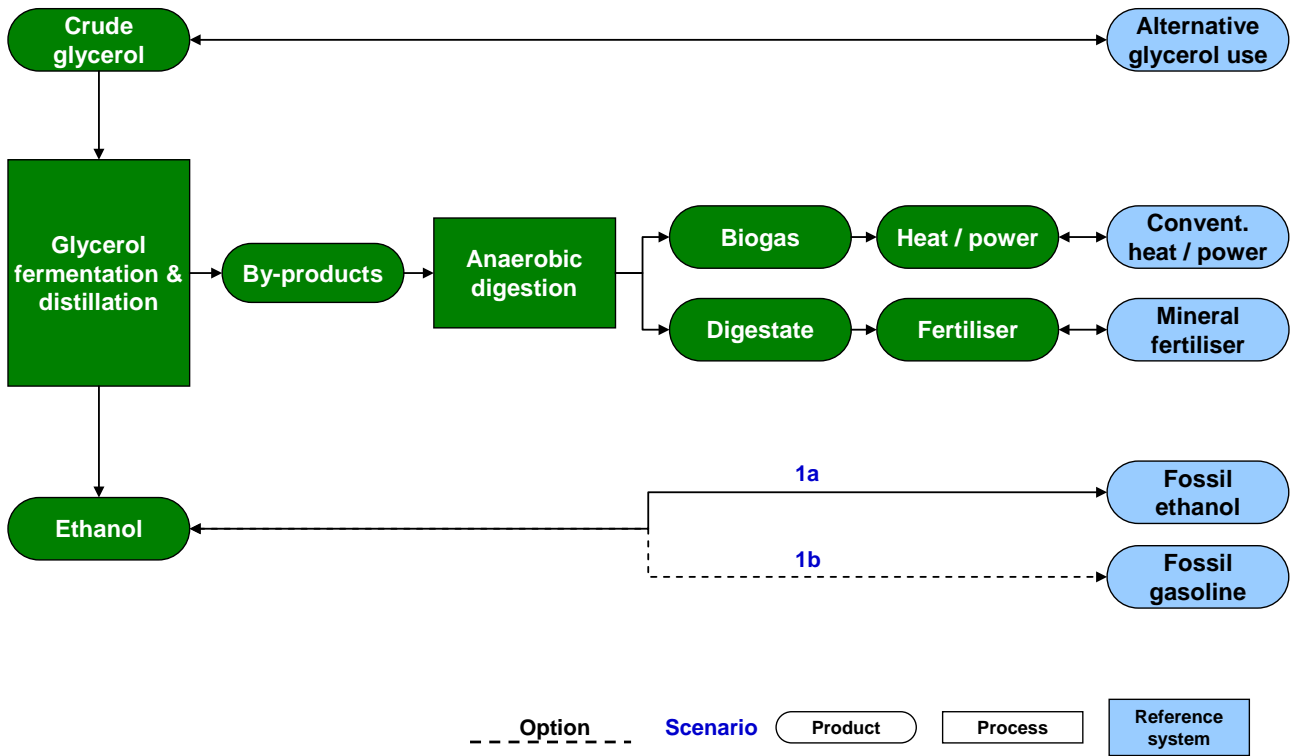 Crude
glycerol
Alternative
glycerol use
Glycerol
fermentation &
distillation
By-products
Anaerobic
digestion
Biogas
Heat / power
Convent.
heat / power
Digestate
Fertiliser
Mineral
fertiliser
Ethanol
1a
Fossil
ethanol
1b
Fossil
gasoline
Option
Scenario
Product
Process
Reference
system